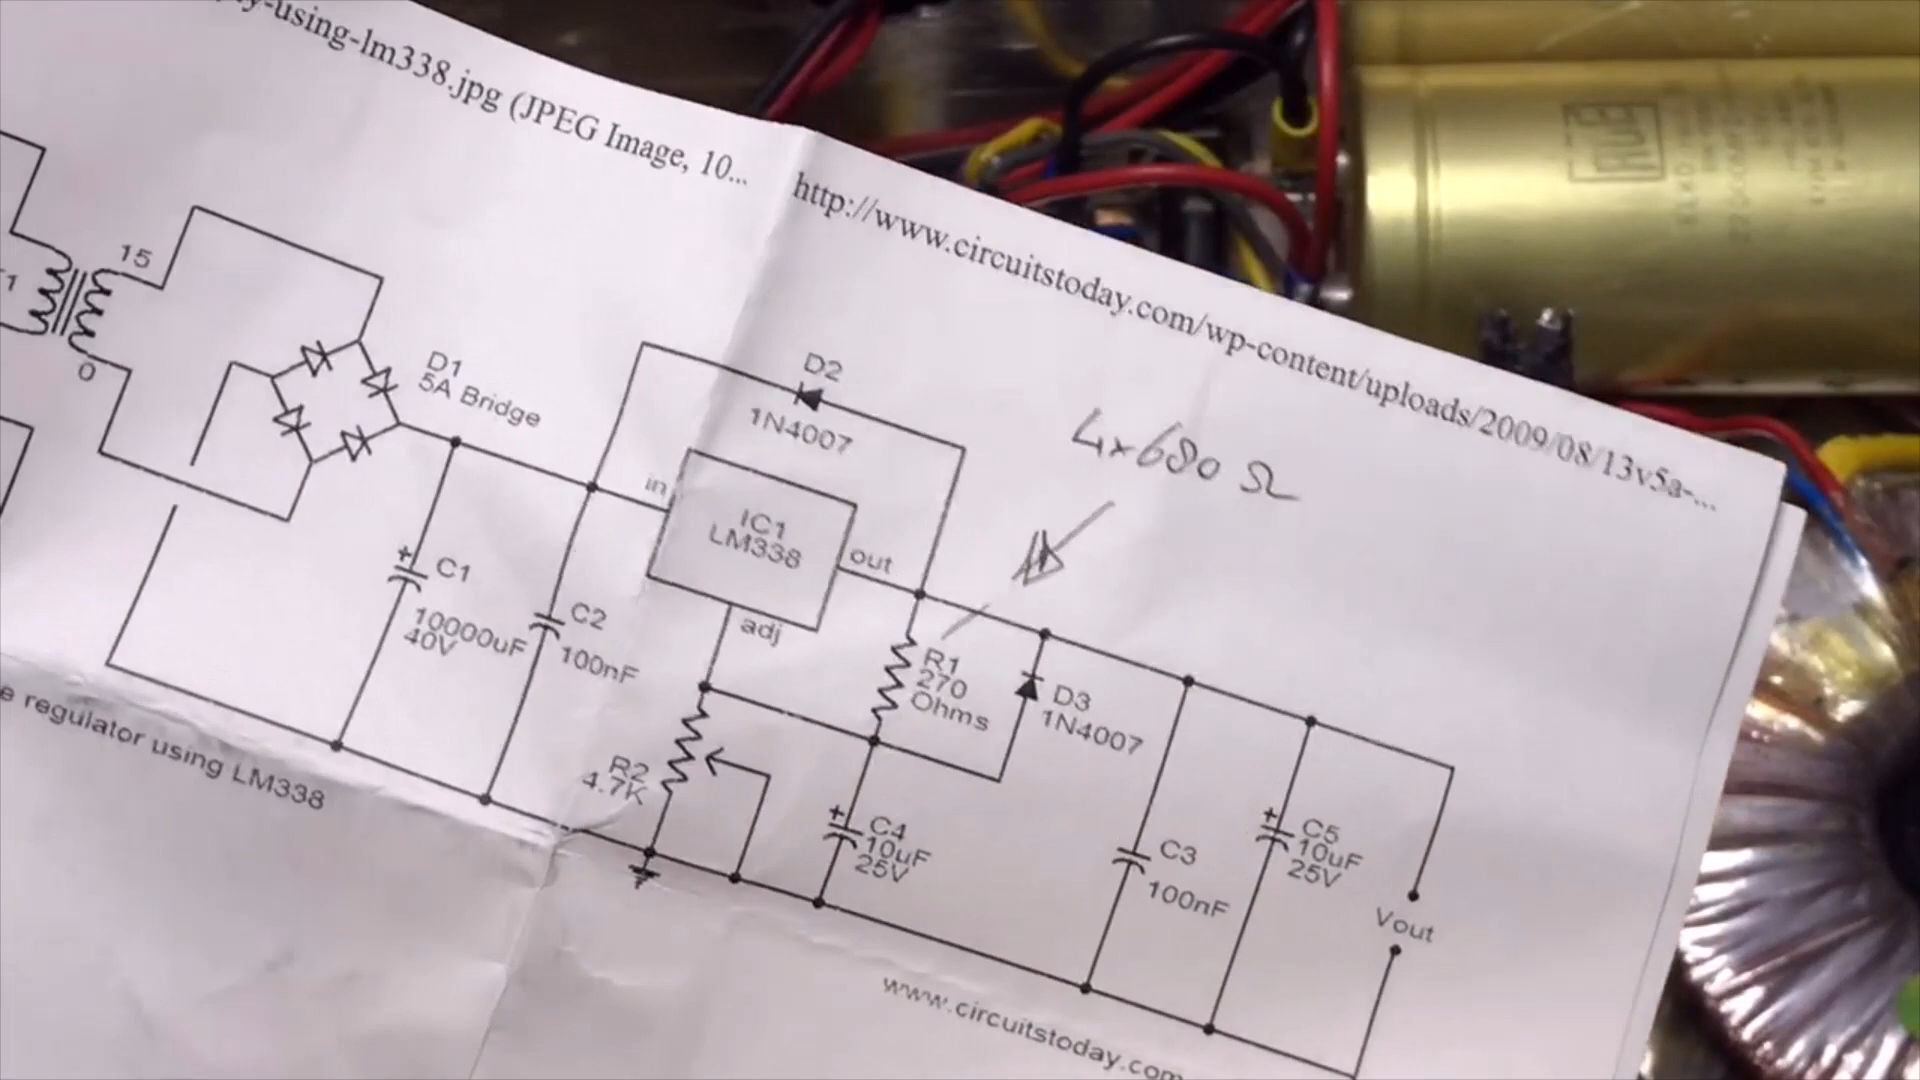 -using-lm338.jpg (JPEG Image, 10...
http://www.circuitstoday.com/wp-content/uploads/2009/08/13v5a-...
15
0
D1
5A Bridge
D2
1N4007
4x680 Ω
in
IC1
LM338
out
adj
+
C1
10000uF
40V
C2
100nF
R1
270
Ohms
D3
1N4007
R2
4.7K
+
C4
10uF
25V
C3
100nF
+
C5
10uF
25V
Vout
regulator using LM338
www.circuitstoday.com